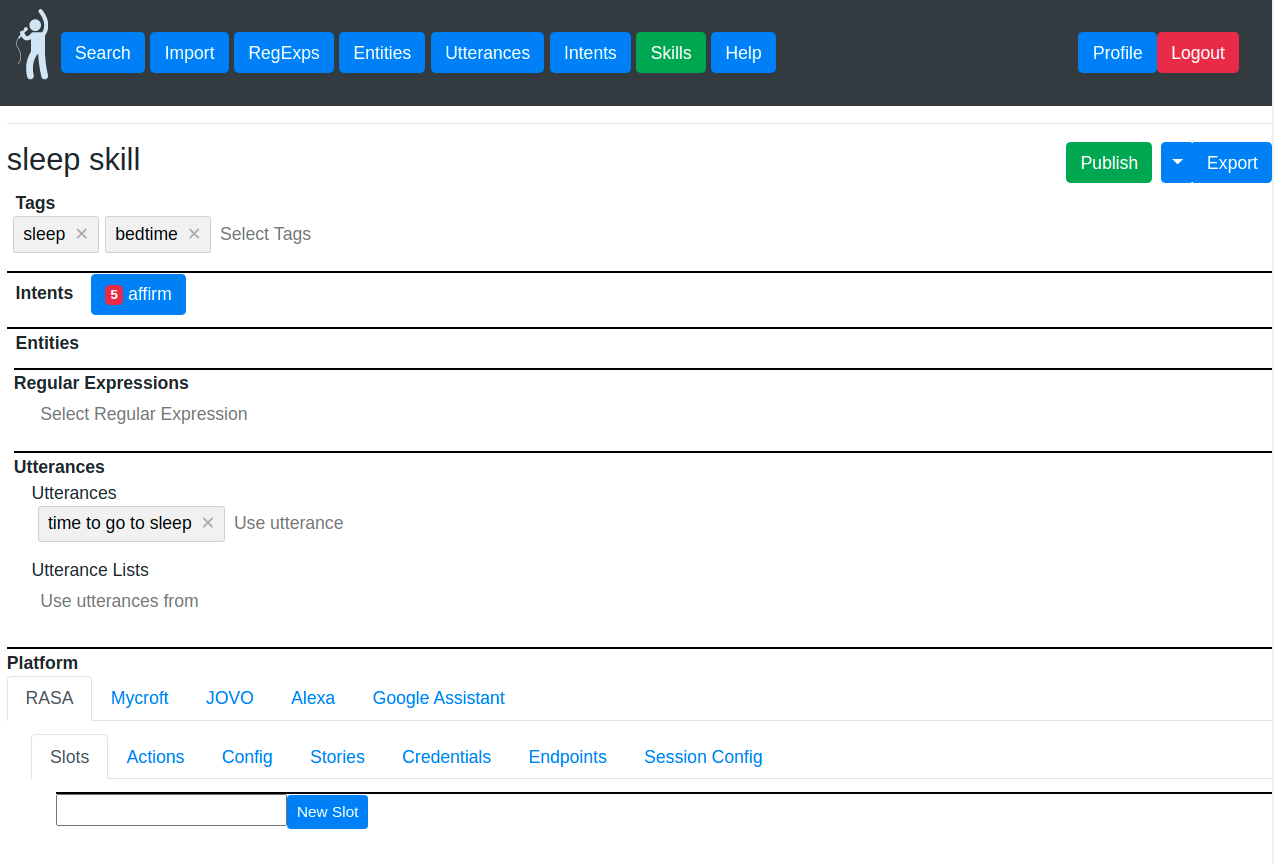 Search Import RegExps Entities Utterances Intents Skills Help Profile Logout
sleep skill
Publish Export
Tags
sleep × bedtime × Select Tags
Intents 5 affirm
Entities
Regular Expressions
Select Regular Expression
Utterances
Utterances
time to go to sleep × Use utterance
Utterance Lists
Use utterances from
Platform
RASA Mycroft JOVO Alexa Google Assistant
Slots Actions Config Stories Credentials Endpoints Session Config
New Slot